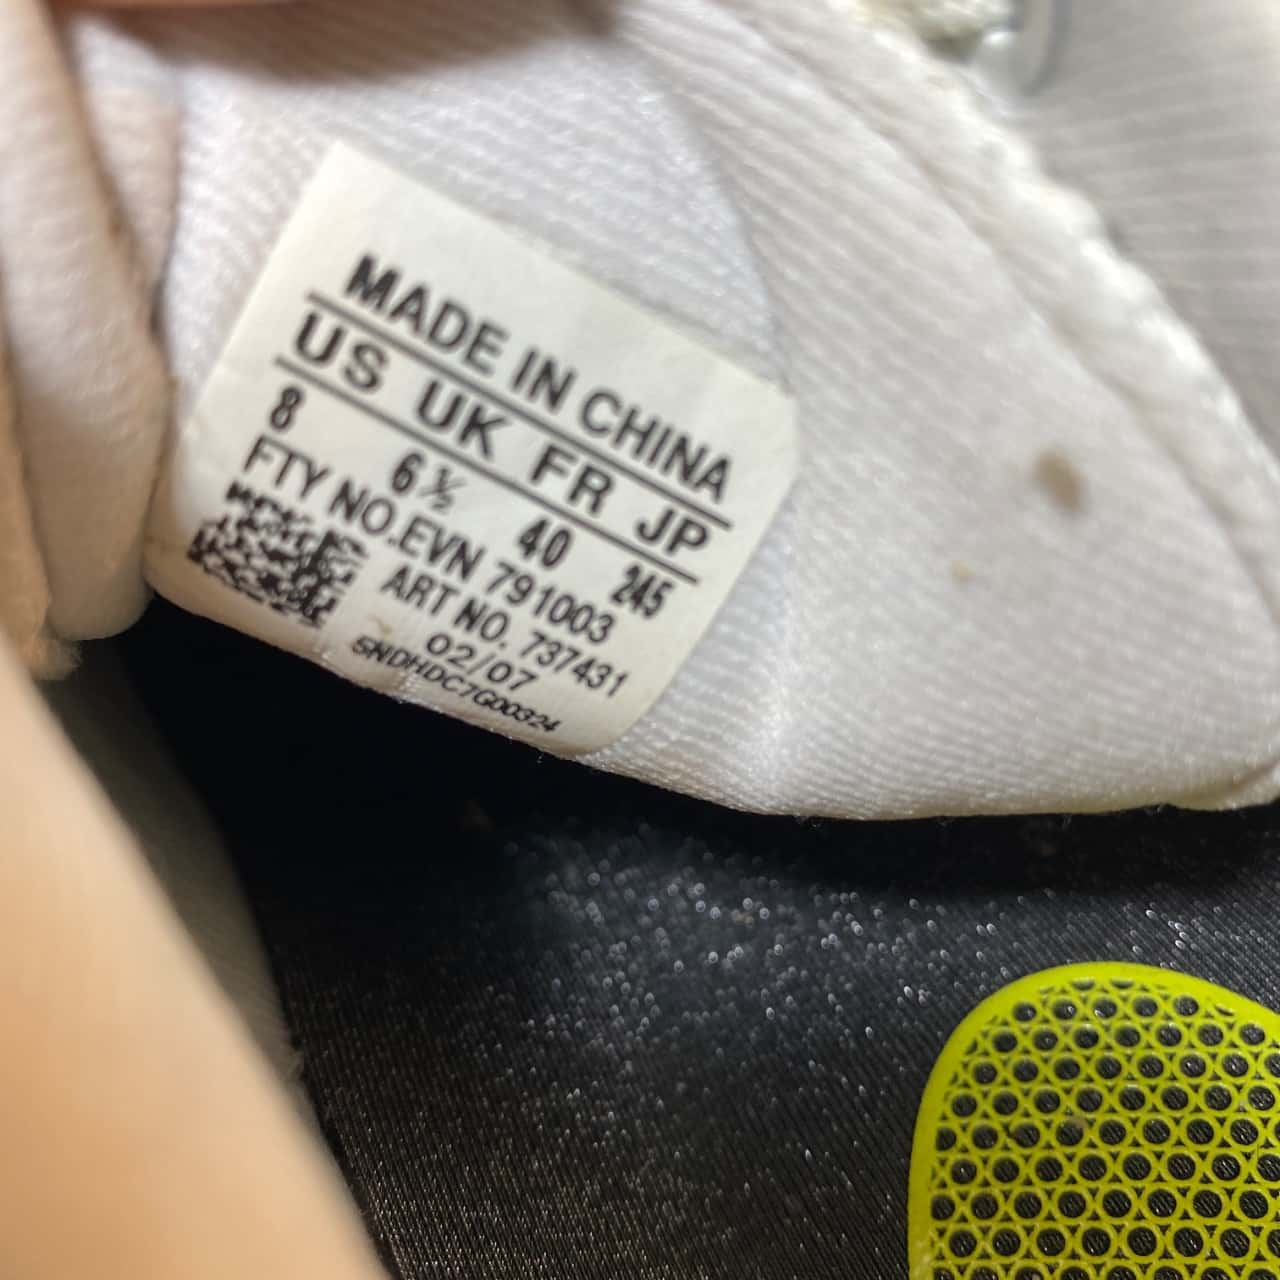 MADE IN CHINA
US UK FR JP
8 6½ 40 245
FTY NO.EVN 791003
ART NO. 737431
02/07
5NDHDC7G00324